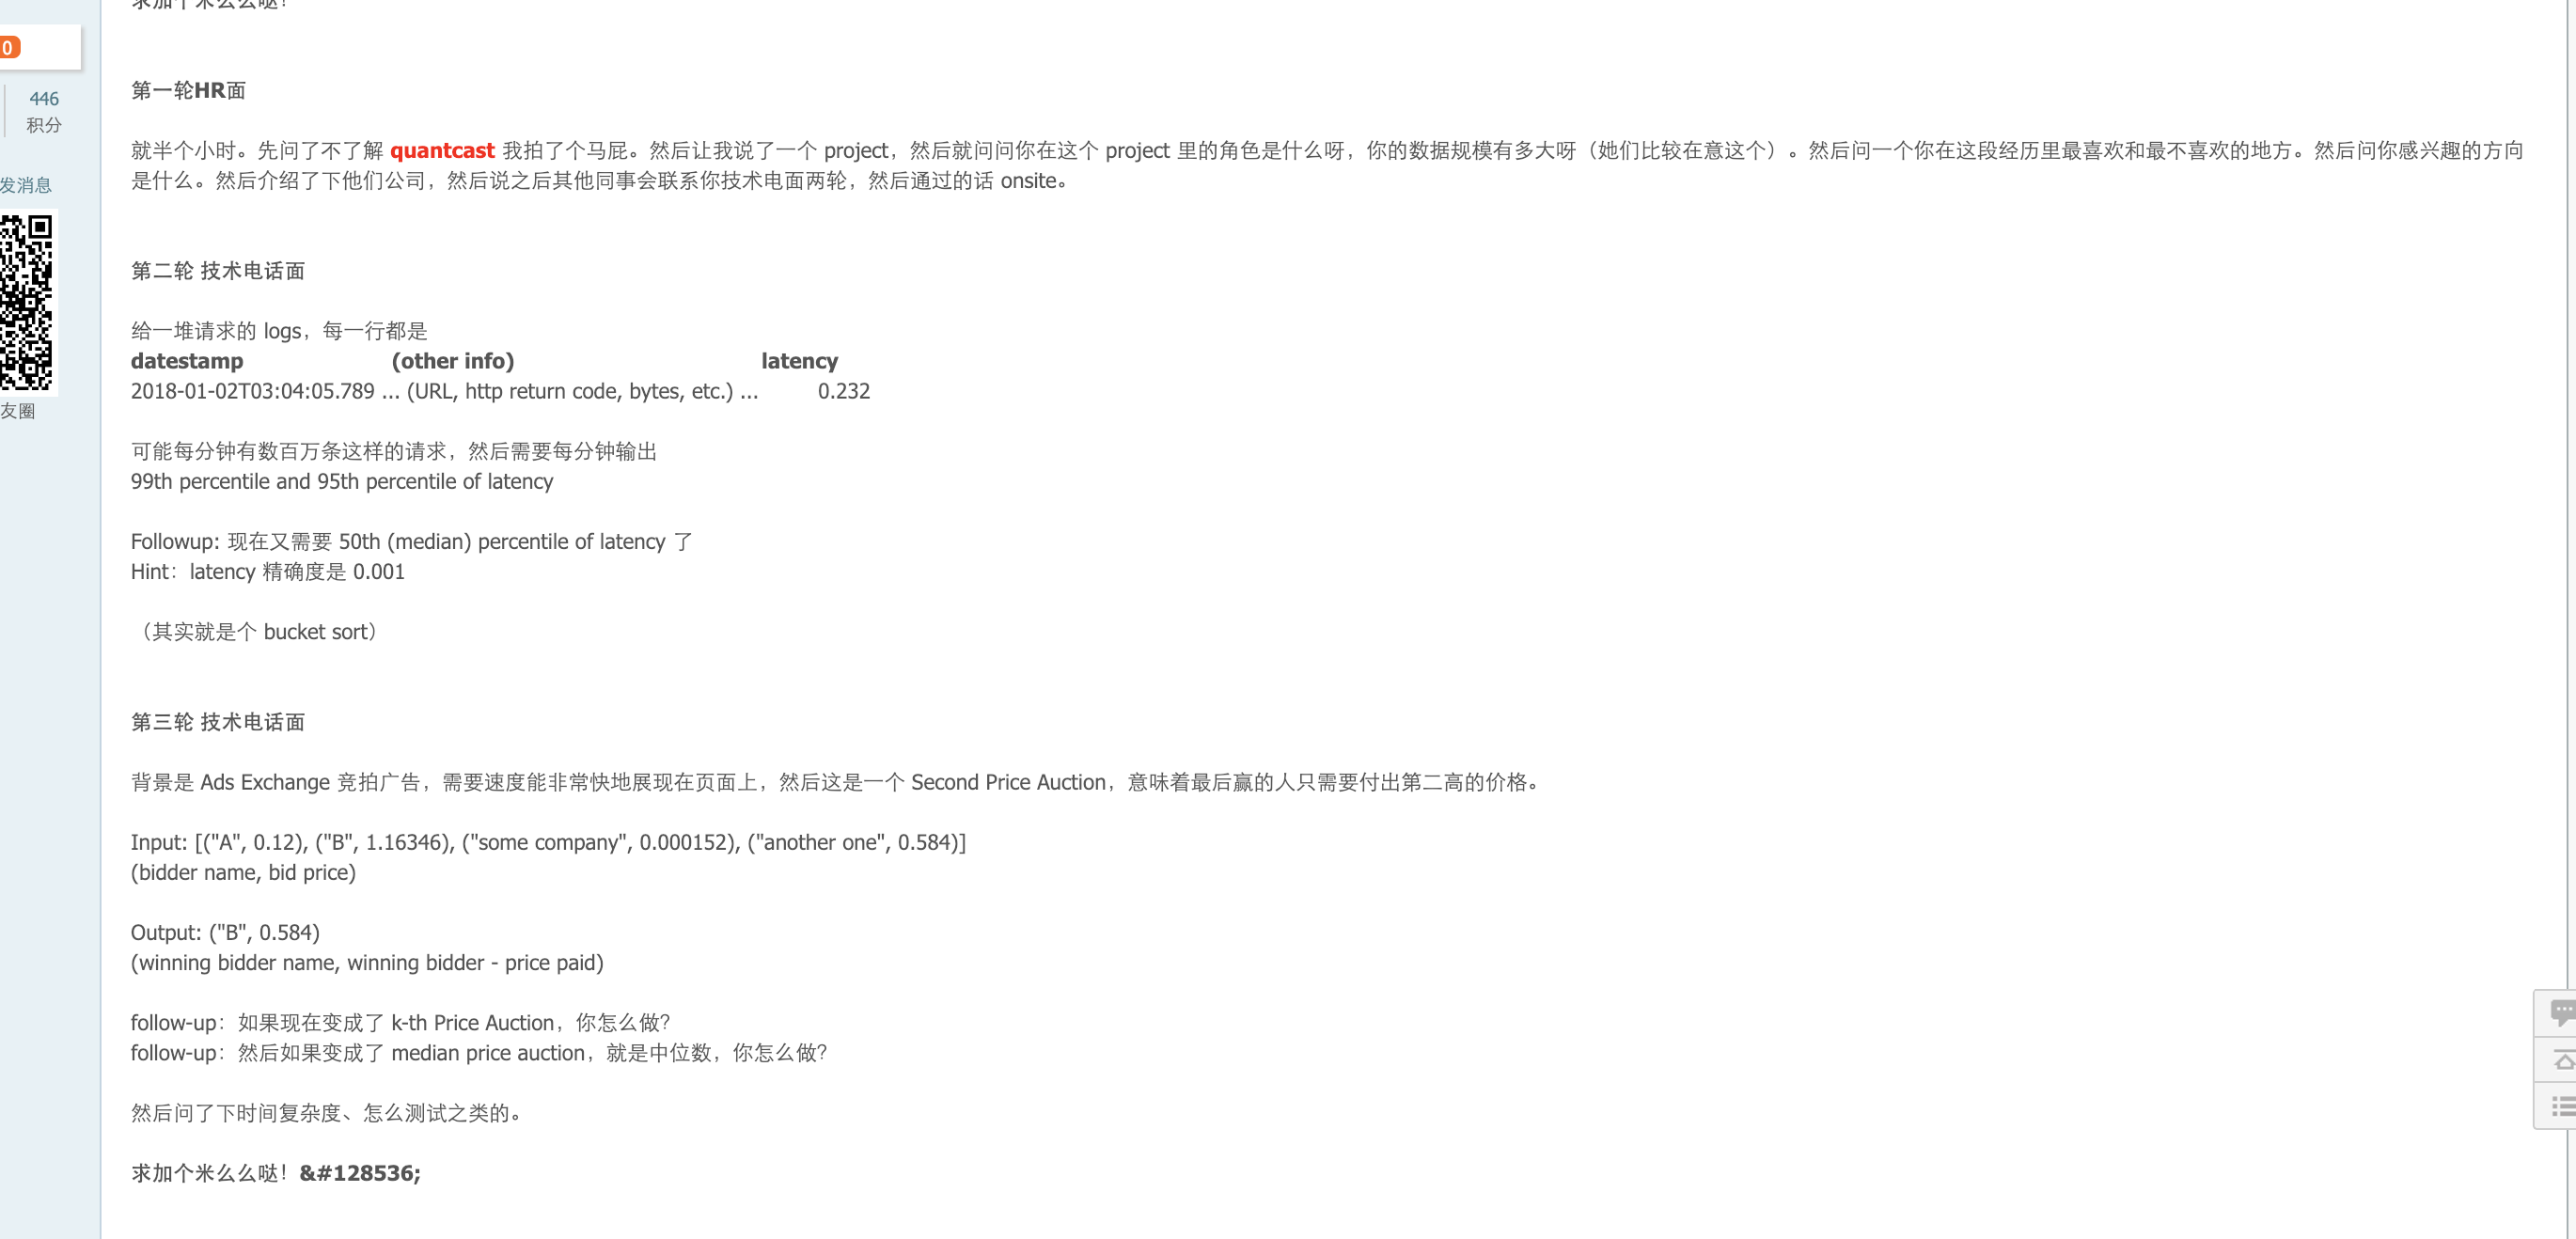 求加个米么么哒！
0
446
积分
发消息
友圈
第一轮HR面
就半个小时。先问了不了解 quantcast 我拍了个马屁。然后让我说了一个 project，然后就问问你在这个 project 里的角色是什么呀，你的数据规模有多大呀（她们比较在意这个）。然后问一个你在这段经历里最喜欢和最不喜欢的地方。然后问你感兴趣的方向
是什么。然后介绍了下他们公司，然后说之后其他同事会联系你技术电面两轮，然后通过的话 onsite。
第二轮 技术电话面
给一堆请求的 logs，每一行都是
datestamp (other info) latency
2018-01-02T03:04:05.789 ... (URL, http return code, bytes, etc.) ... 0.232
可能每分钟有数百万条这样的请求，然后需要每分钟输出
99th percentile and 95th percentile of latency
Followup: 现在又需要 50th (median) percentile of latency 了
Hint：latency 精确度是 0.001
（其实就是个 bucket sort）
第三轮 技术电话面
背景是 Ads Exchange 竞拍广告，需要速度能非常快地展现在页面上，然后这是一个 Second Price Auction，意味着最后赢的人只需要付出第二高的价格。
Input: [("A", 0.12), ("B", 1.16346), ("some company", 0.000152), ("another one", 0.584)]
(bidder name, bid price)
Output: ("B", 0.584)
(winning bidder name, winning bidder - price paid)
follow-up：如果现在变成了 k-th Price Auction，你怎么做？
follow-up：然后如果变成了 median price auction，就是中位数，你怎么做？
然后问了下时间复杂度、怎么测试之类的。
求加个米么么哒！&#128536;